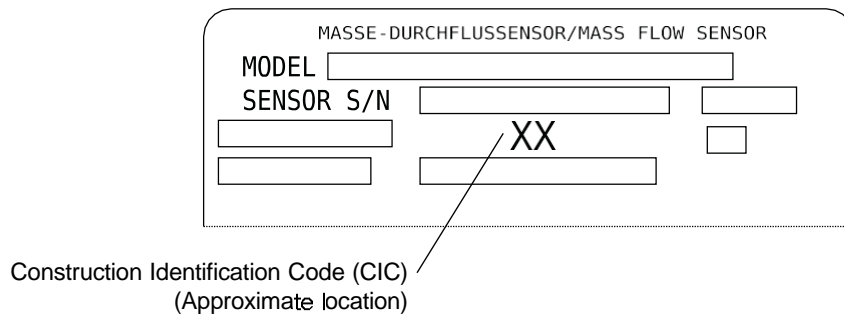 MASSE-DURCHFLUSSENSOR/MASS FLOW SENSOR
MODEL
SENSOR S/N
XX
Construction Identification Code (CIC)
(Approximate location)